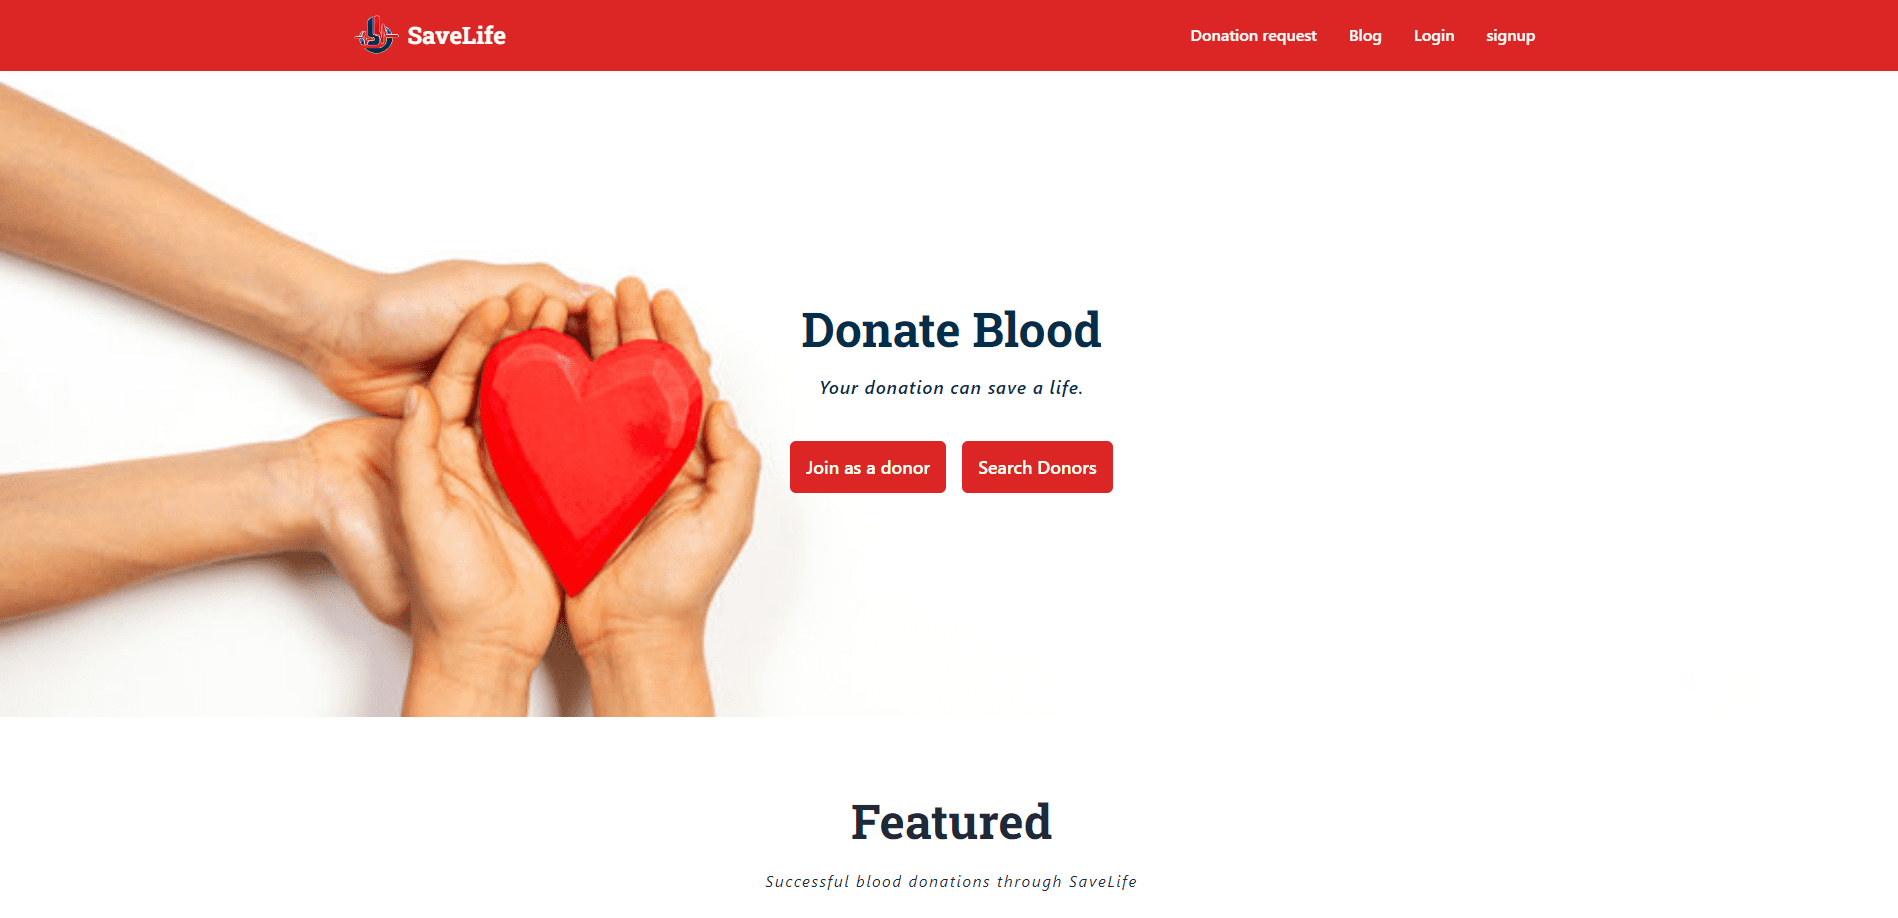 SaveLife
Donation request
Blog
Login
signup
Donate Blood
Your donation can save a life.
Join as a donor
Search Donors
Featured
Successful blood donations through SaveLife